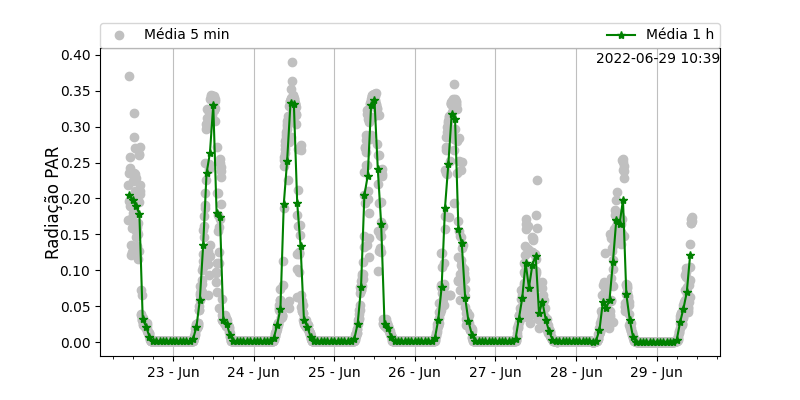 Média 5 min
Média 1 h
2022-06-29 10:39
Radiação PAR
0.40
0.35
0.30
0.25
0.20
0.15
0.10
0.05
0.00
23 - Jun
24 - Jun
25 - Jun
26 - Jun
27 - Jun
28 - Jun
29 - Jun